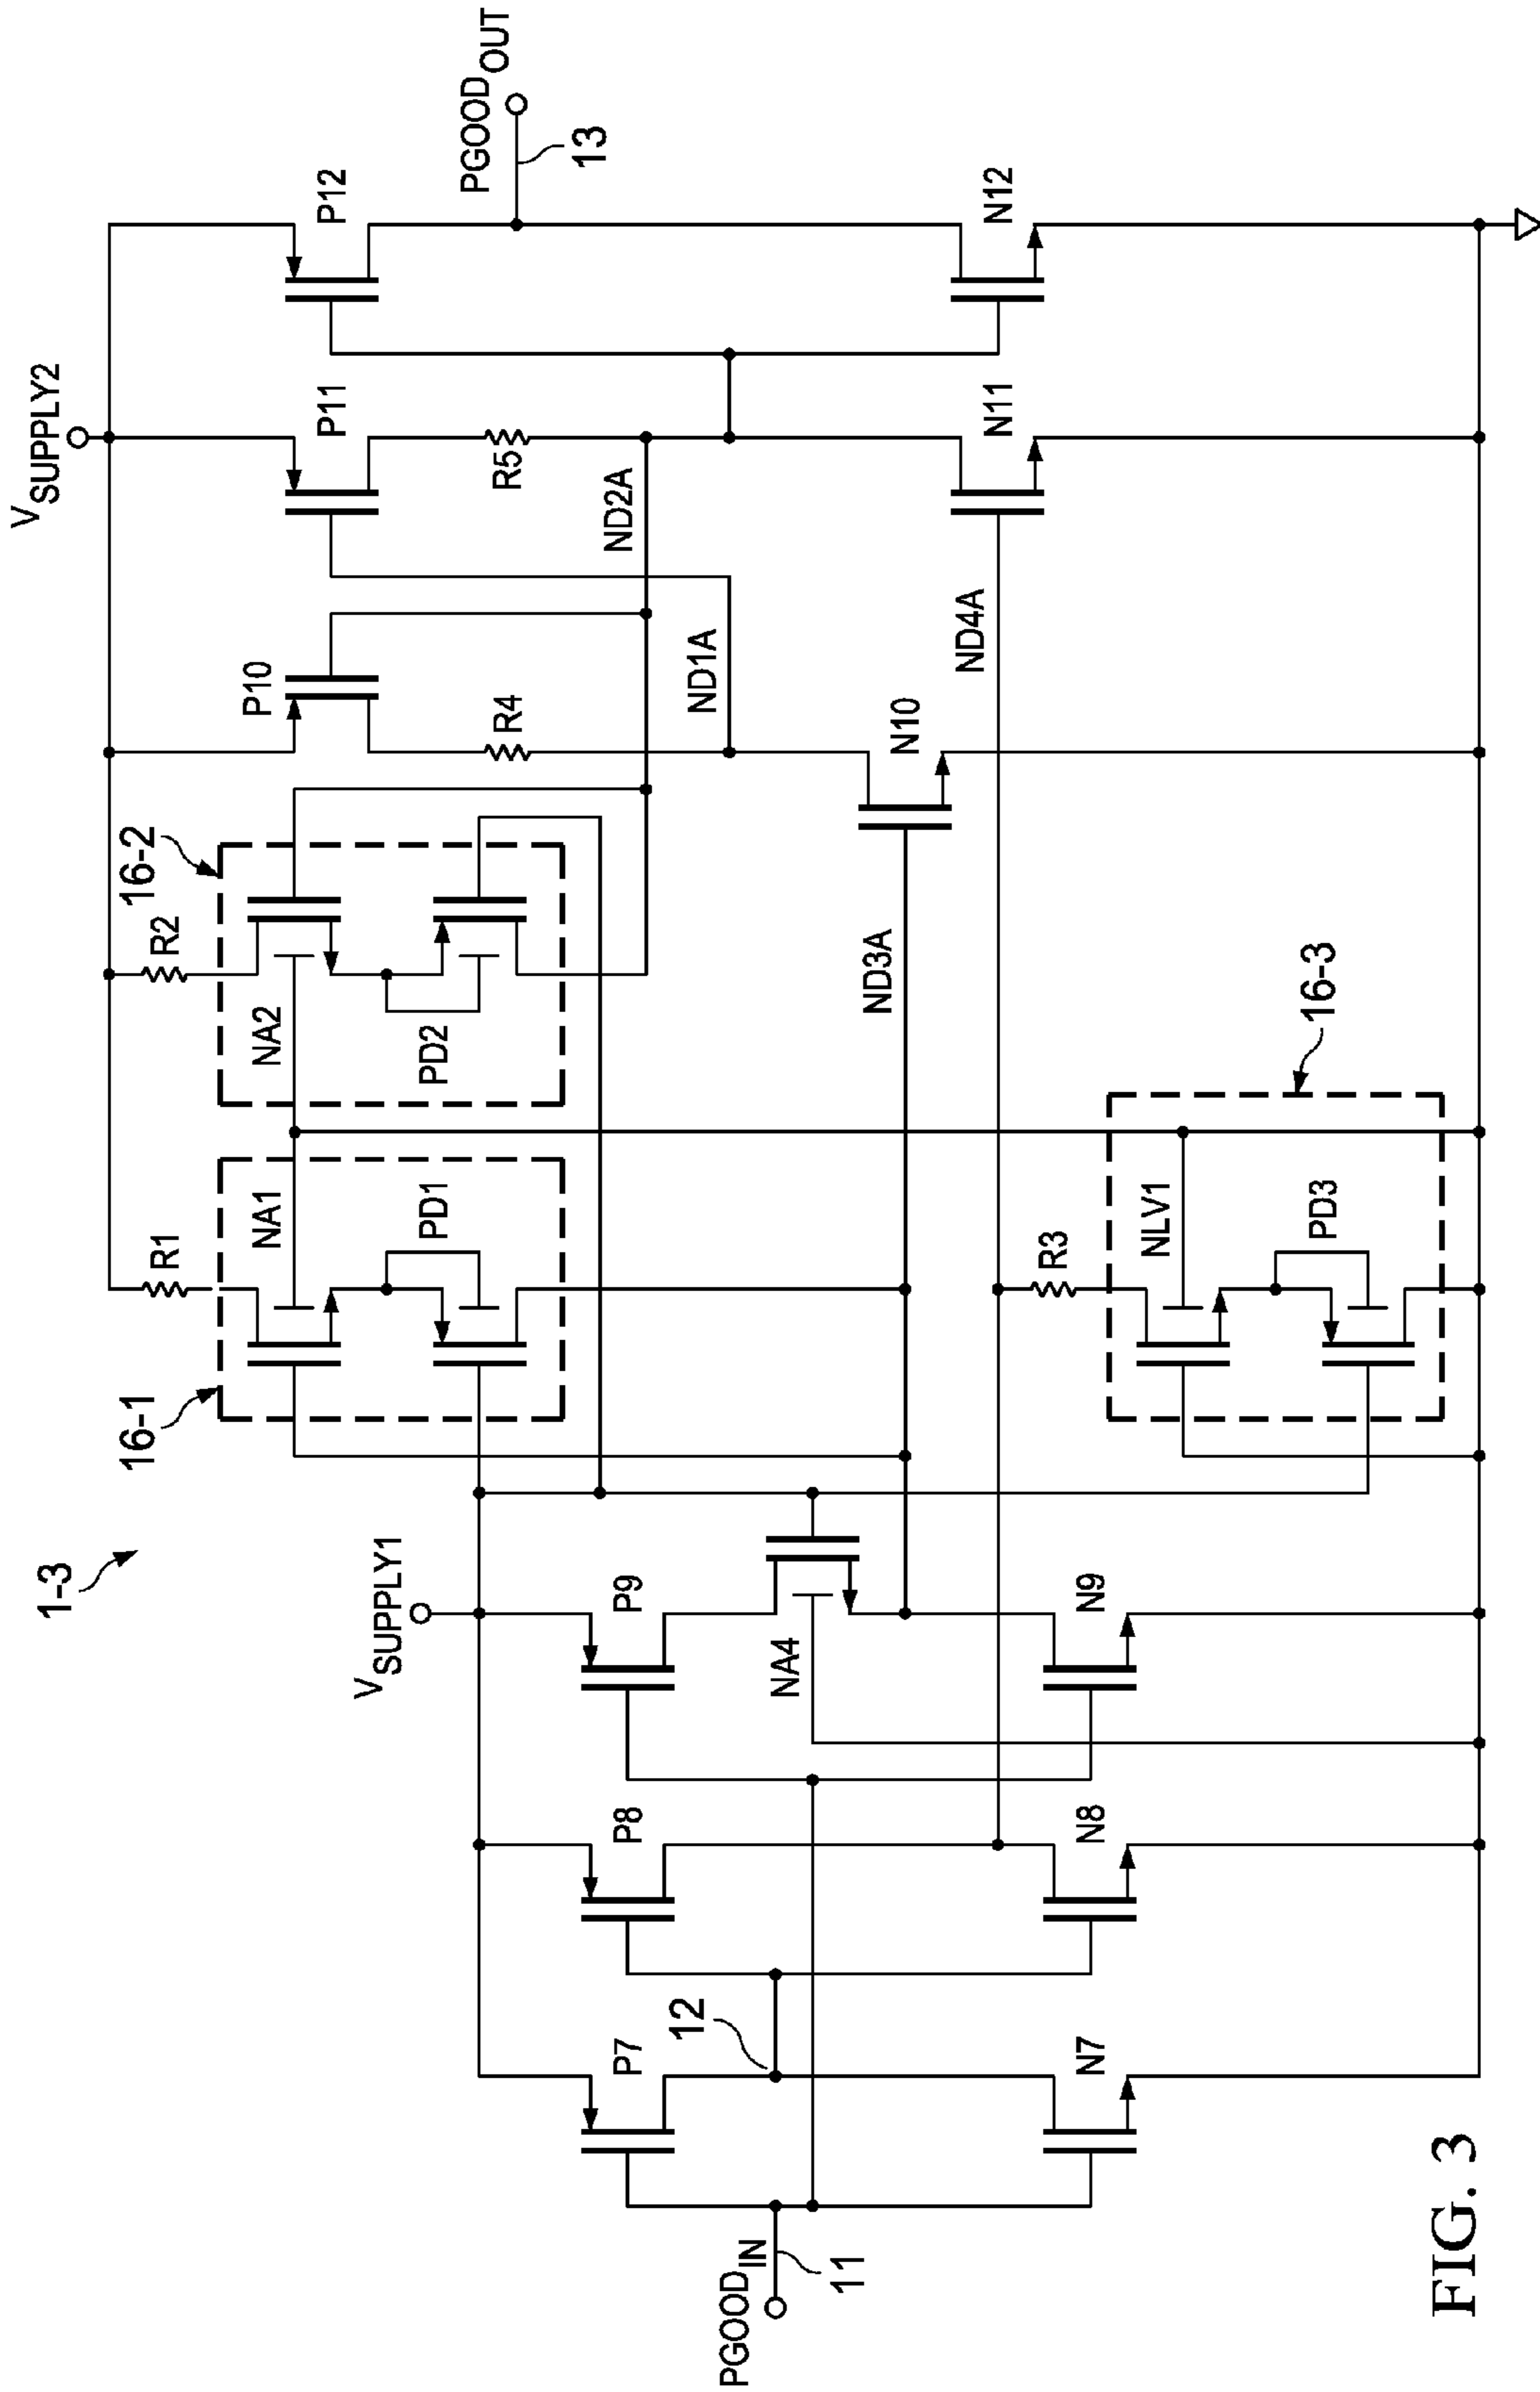 1-3
V_SUPPLY2
V_SUPPLY1
16-1
16-2
R1
R2
P10
P11
P12
NA1
NA2
PD1
PD2
R4
R5
PGOOD_OUT
13
P7
P8
P9
ND2A
ND1A
12
NA4
PGOOD_IN
11
ND3A
N10
ND4A
N11
N12
N7
N8
N9
R3
NLV1
PD3
16-3
FIG. 3